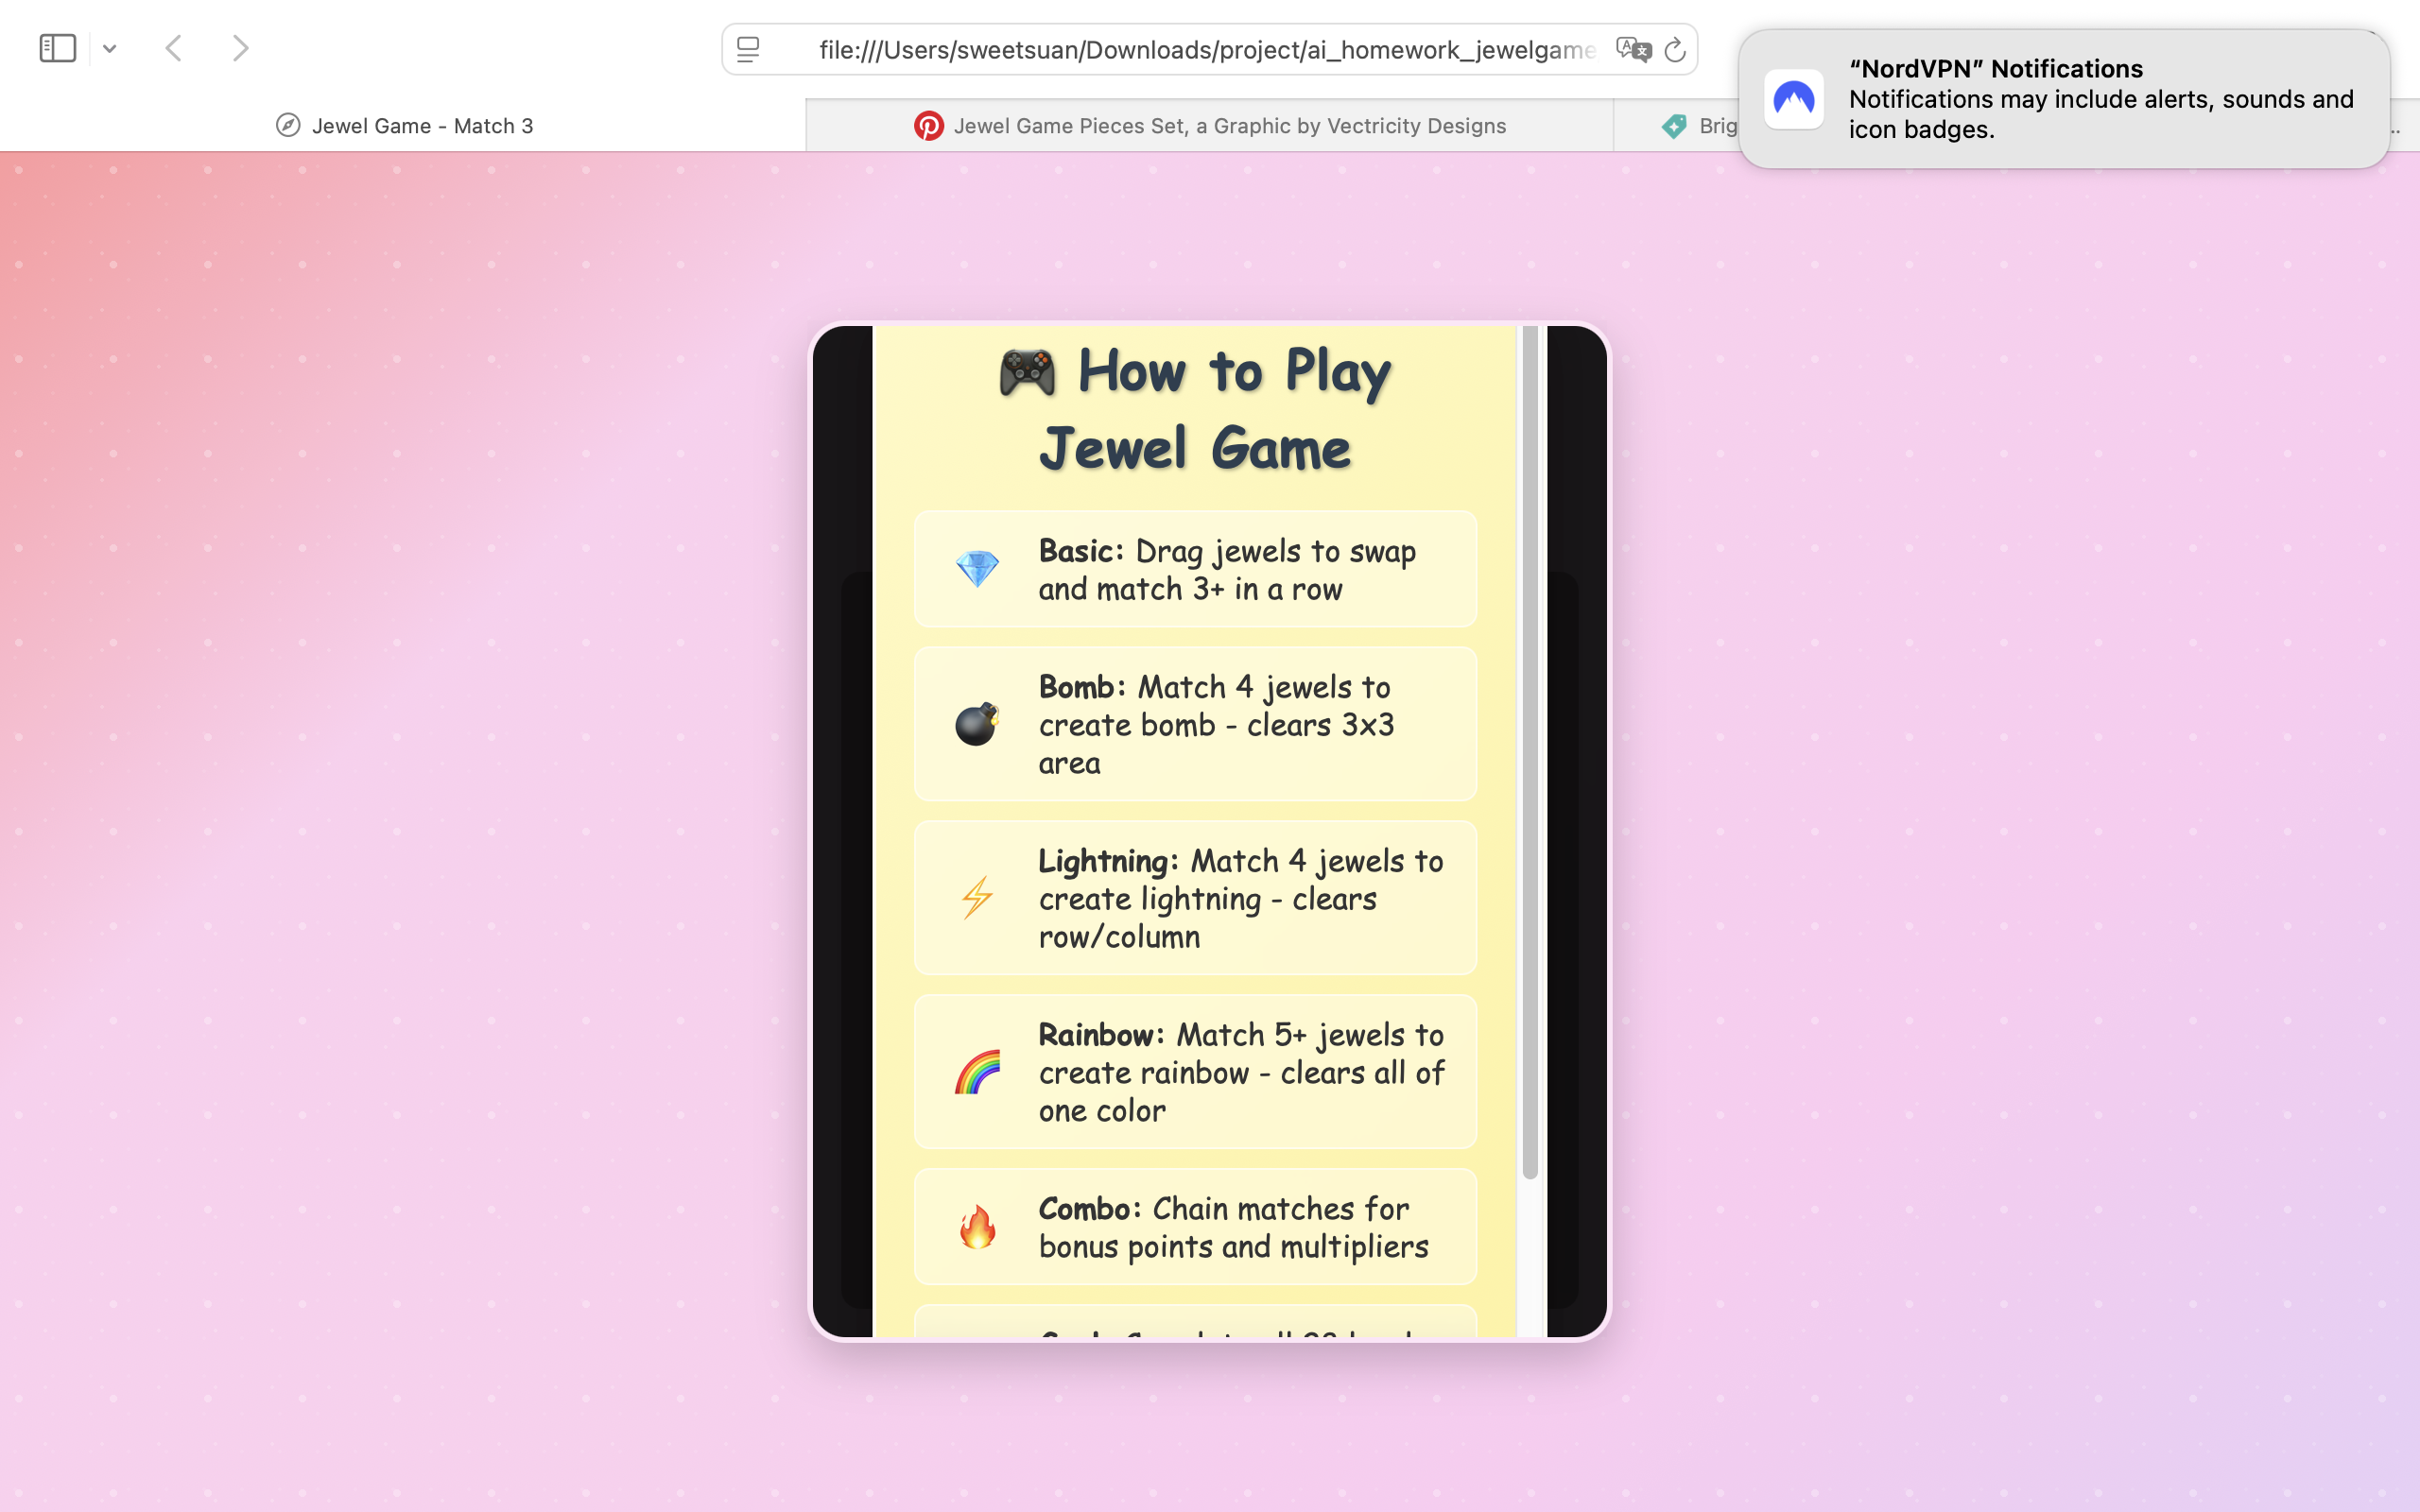 file:///Users/sweetsuan/Downloads/project/ai_homework_jewelgame
Jewel Game - Match 3
Jewel Game Pieces Set, a Graphic by Vectricity Designs
Brig
“NordVPN” Notifications
Notifications may include alerts, sounds and
icon badges.
How to Play
Jewel Game
Basic: Drag jewels to swap
and match 3+ in a row
Bomb: Match 4 jewels to
create bomb - clears 3x3
area
Lightning: Match 4 jewels to
create lightning - clears
row/column
Rainbow: Match 5+ jewels to
create rainbow - clears all of
one color
Combo: Chain matches for
bonus points and multipliers